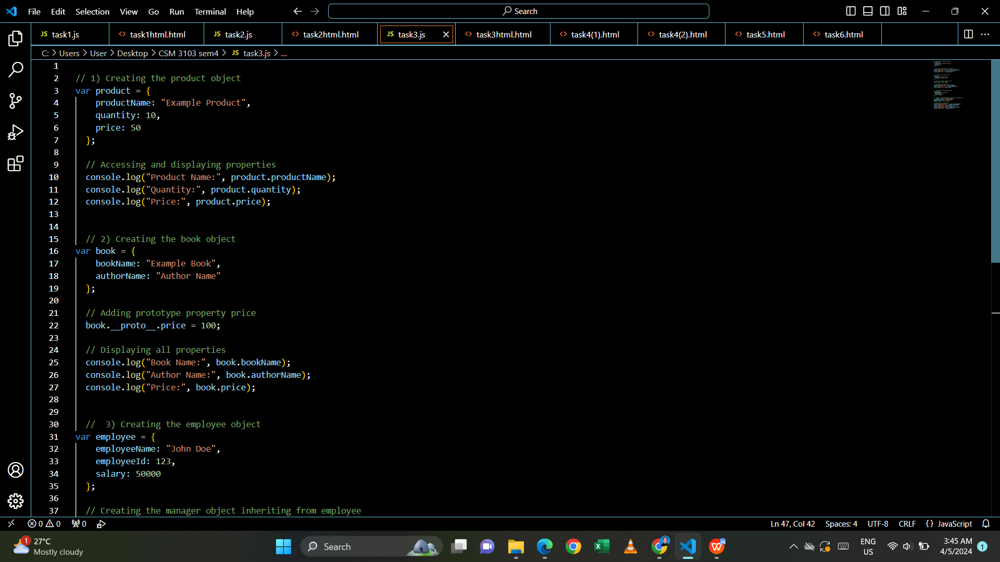 File Edit Selection View Go Run Terminal Help Search
JS task1.js <> task1html.html JS task2.js <> task2html.html JS task3.js <> task3html.html <> task4(1).html <> task4(2).html <> task5.html <> task6.html
C: > Users > User > Desktop > CSM 3103 sem4 > JS task3.js > ...
1
2 // 1) Creating the product object
3 var product = {
4 productName: "Example Product",
5 quantity: 10,
6 price: 50
7 };
8
9 // Accessing and displaying properties
10 console.log("Product Name:", product.productName);
11 console.log("Quantity:", product.quantity);
12 console.log("Price:", product.price);
13
14
15 // 2) Creating the book object
16 var book = {
17 bookName: "Example Book",
18 authorName: "Author Name"
19 };
20
21 // Adding prototype property price
22 book.__proto__.price = 100;
23
24 // Displaying all properties
25 console.log("Book Name:", book.bookName);
26 console.log("Author Name:", book.authorName);
27 console.log("Price:", book.price);
28
29
30 //  3) Creating the employee object
31 var employee = {
32 employeeName: "John Doe",
33 employeeId: 123,
34 salary: 50000
35 };
36
37 // Creating the manager object inheriting from employee
0 0 0 Ln 47, Col 42 Spaces: 4 UTF-8 CRLF {} JavaScript
1 27°C
Mostly cloudy
Search
ENG
US
3:45 AM
4/5/2024
1